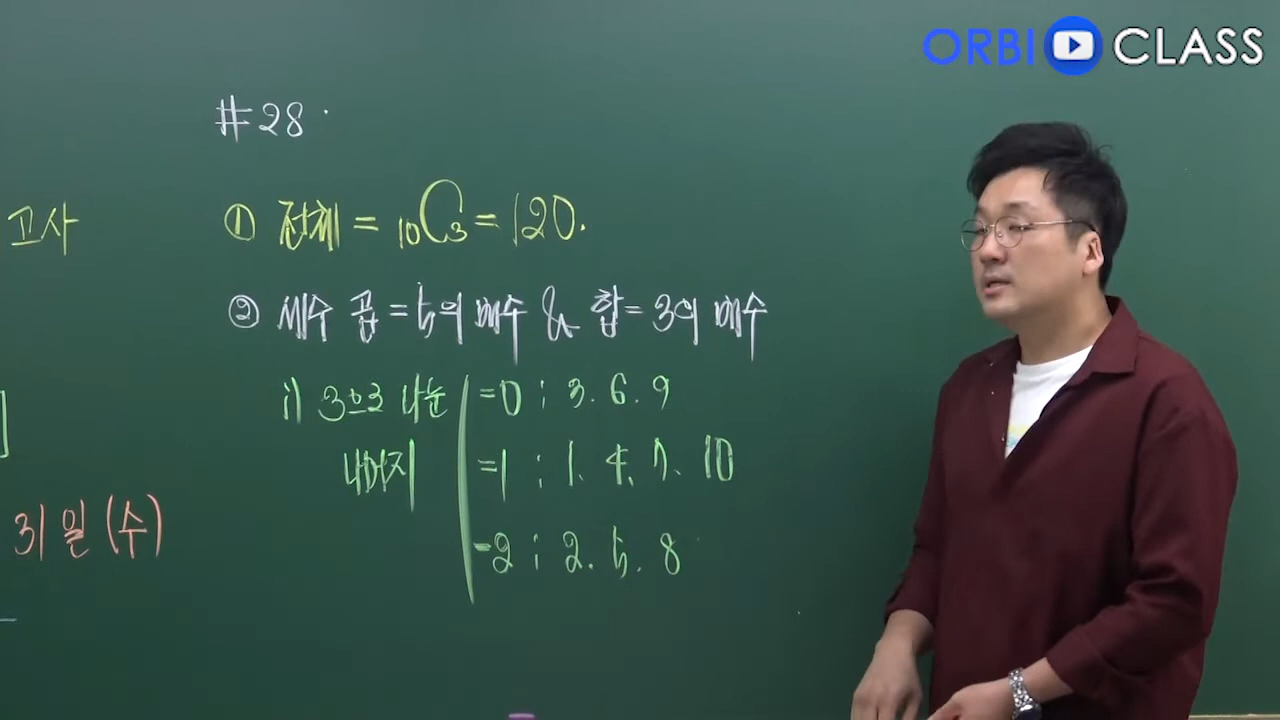 ORBI CLASS
#28.
고사
① 전체 = ₁₀C₃ = 120.
② 세수 곱 = 5의 배수 & 합 = 3의 배수
i) 3으로 나눈 나머지
=0 ; 3. 6. 9
=1 ; 1. 4. 7. 10
=2 ; 2. 5. 8
]
31일 (수)